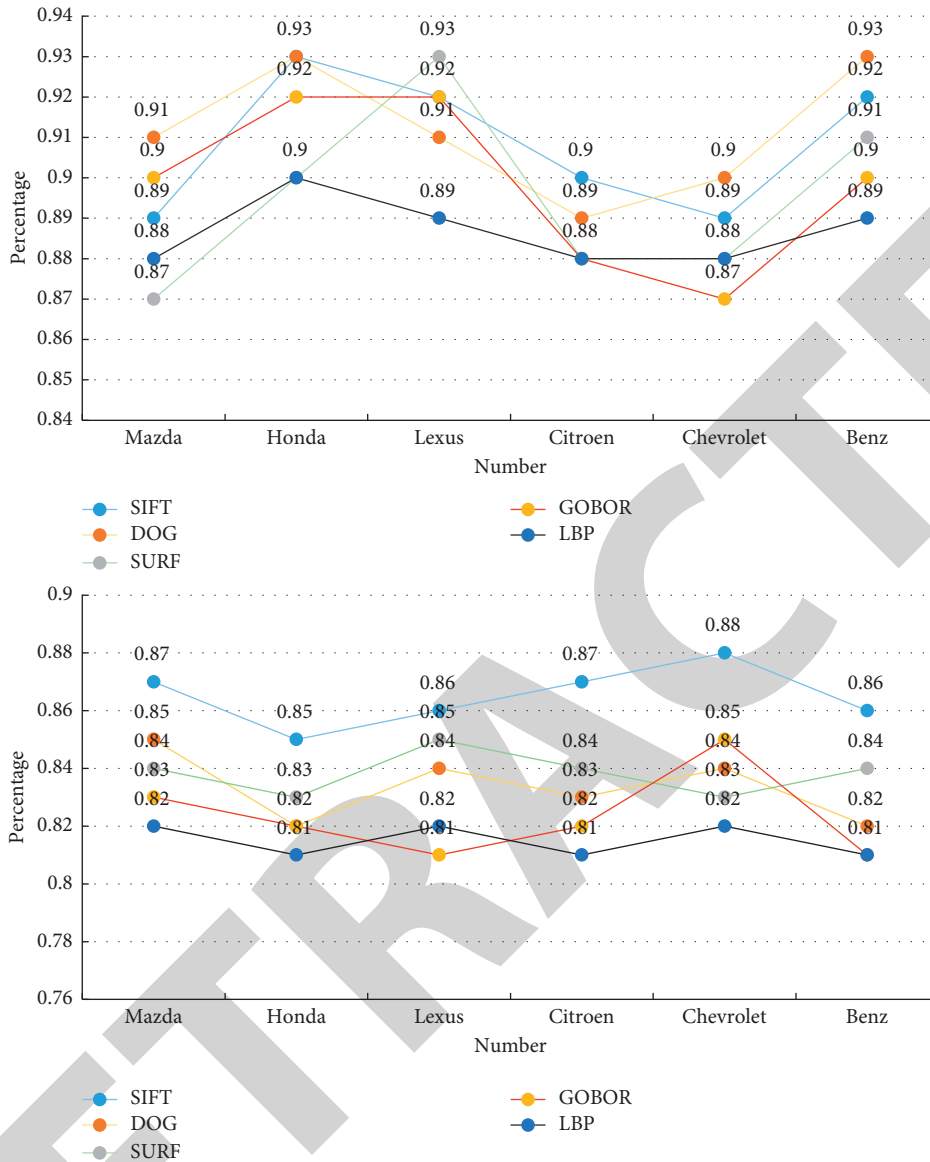 0.94
0.93 0.93 0.93
0.93
0.92 0.92 0.92
0.92
0.91 0.91 0.91
0.91
0.9 0.9 0.9 0.9 0.9
0.9
0.89 0.89 0.89 0.89 0.89
0.89
0.88 0.88 0.88
0.88
0.87 0.87
0.87
0.86
0.85
0.84
Percentage
Mazda Honda Lexus Citroen Chevrolet Benz
Number
SIFT GOBOR
DOG LBP
SURF
0.9
0.88
0.88
0.87 0.87
0.86 0.86
0.86
0.85 0.85 0.85 0.85
0.84 0.84 0.84 0.84 0.84
0.84
0.83 0.83 0.83 0.83
0.82 0.82 0.82 0.82 0.82 0.82
0.82
0.81 0.81 0.81 0.81
0.8
0.78
0.76
Percentage
Mazda Honda Lexus Citroen Chevrolet Benz
Number
SIFT GOBOR
DOG LBP
SURF